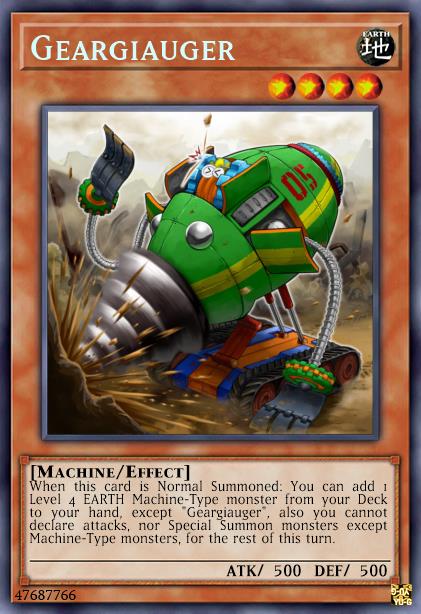 GEARGIAUGER
EARTH
地
05
[MACHINE/EFFECT]
When this card is Normal Summoned: You can add 1
Level 4 EARTH Machine-Type monster from your Deck
to your hand, except "Geargiauger", also you cannot
declare attacks, nor Special Summon monsters except
Machine-Type monsters, for the rest of this turn.
ATK/ 500 DEF/ 500
47687766